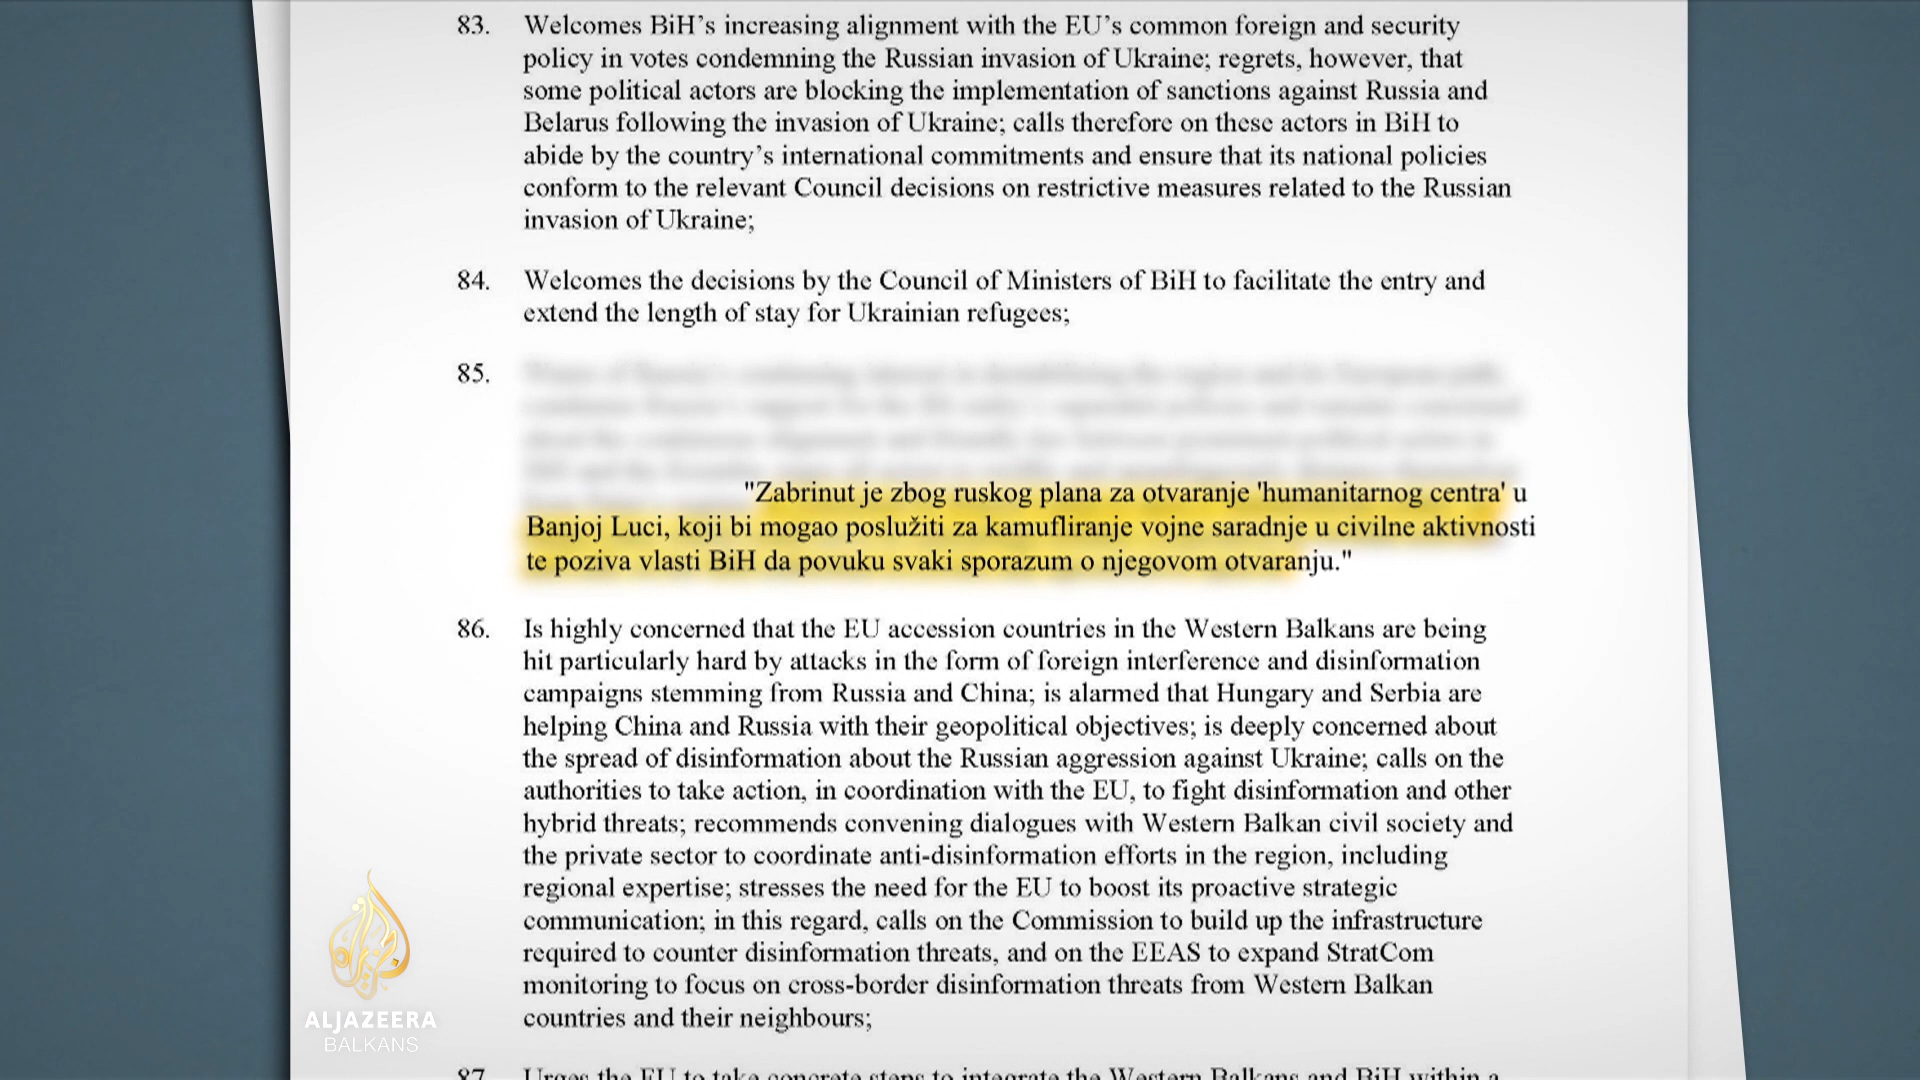 83. Welcomes BiH’s increasing alignment with the EU’s common foreign and security
policy in votes condemning the Russian invasion of Ukraine; regrets, however, that
some political actors are blocking the implementation of sanctions against Russia and
Belarus following the invasion of Ukraine; calls therefore on these actors in BiH to
abide by the country’s international commitments and ensure that its national policies
conform to the relevant Council decisions on restrictive measures related to the Russian
invasion of Ukraine;
84. Welcomes the decisions by the Council of Ministers of BiH to facilitate the entry and
extend the length of stay for Ukrainian refugees;
85.
"Zabrinut je zbog ruskog plana za otvaranje 'humanitarnog centra' u
Banjoj Luci, koji bi mogao poslužiti za kamufliranje vojne saradnje u civilne aktivnosti
te poziva vlasti BiH da povuku svaki sporazum o njegovom otvaranju."
86. Is highly concerned that the EU accession countries in the Western Balkans are being
hit particularly hard by attacks in the form of foreign interference and disinformation
campaigns stemming from Russia and China; is alarmed that Hungary and Serbia are
helping China and Russia with their geopolitical objectives; is deeply concerned about
the spread of disinformation about the Russian aggression against Ukraine; calls on the
authorities to take action, in coordination with the EU, to fight disinformation and other
hybrid threats; recommends convening dialogues with Western Balkan civil society and
the private sector to coordinate anti-disinformation efforts in the region, including
regional expertise; stresses the need for the EU to boost its proactive strategic
communication; in this regard, calls on the Commission to build up the infrastructure
required to counter disinformation threats, and on the EEAS to expand StratCom
monitoring to focus on cross-border disinformation threats from Western Balkan
countries and their neighbours;
87. Urges the EU to take concrete steps to integrate the Western Balkans and BiH within a
ALJAZEERA
BALKANS